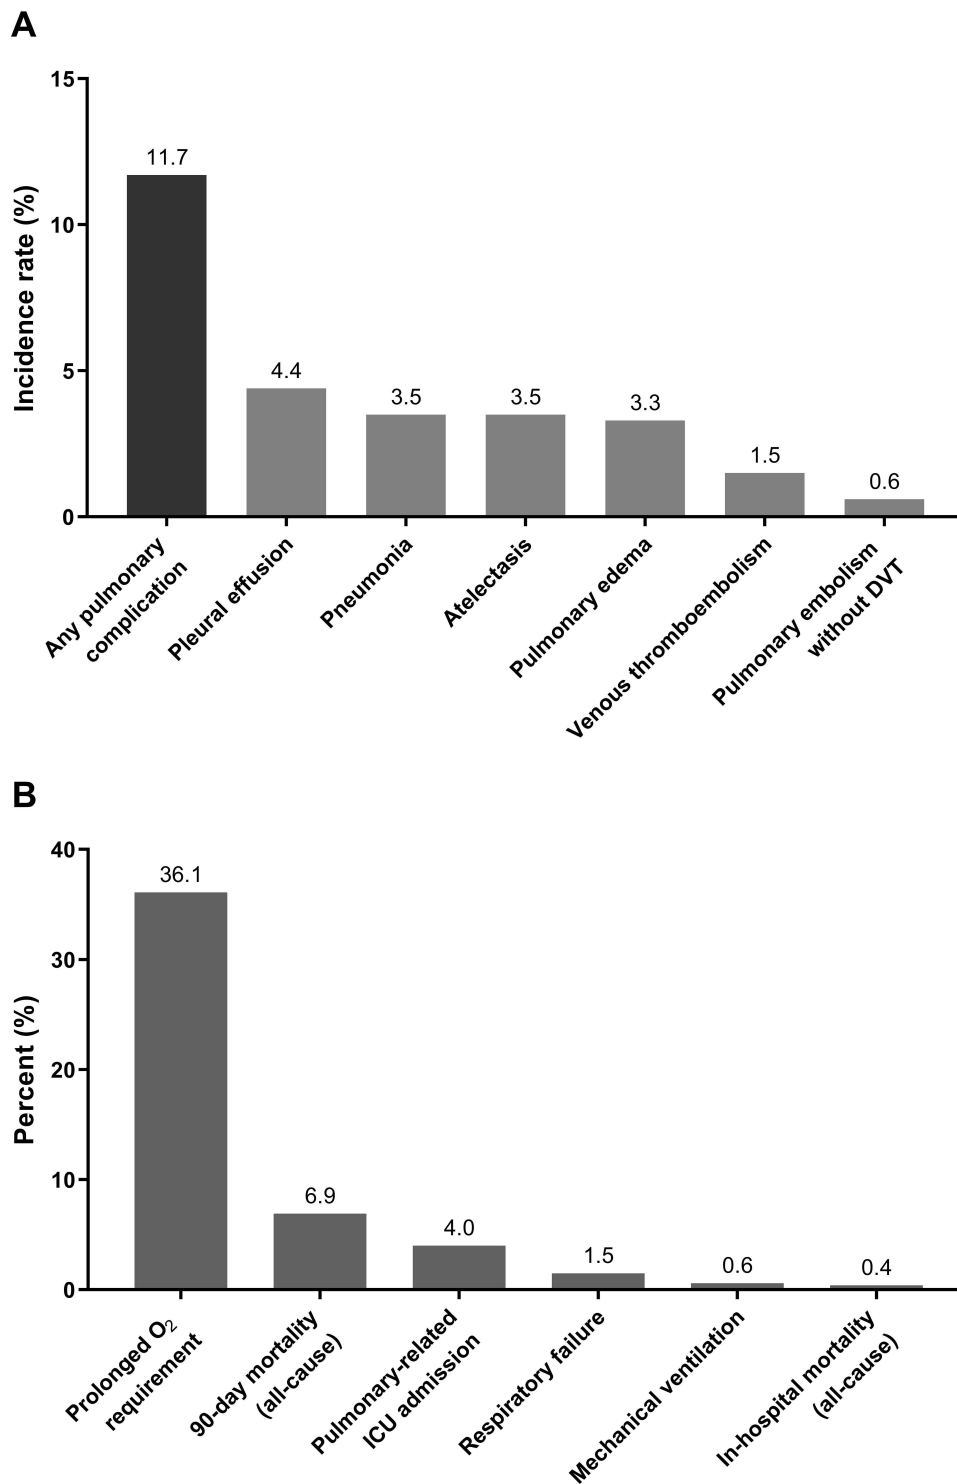 A
Incidence rate (%)
15
10
5
0
11.7
4.4
3.5
3.5
3.3
1.5
0.6
Any pulmonary
complication
Pleural effusion
Pneumonia
Atelectasis
Pulmonary edema
Venous thromboembolism
Pulmonary embolism
without DVT
B
Percent (%)
40
30
20
10
0
36.1
6.9
4.0
1.5
0.6
0.4
Prolonged O₂
requirement
90-day mortality
(all-cause)
Pulmonary-related
ICU admission
Respiratory failure
Mechanical ventilation
In-hospital mortality
(all-cause)